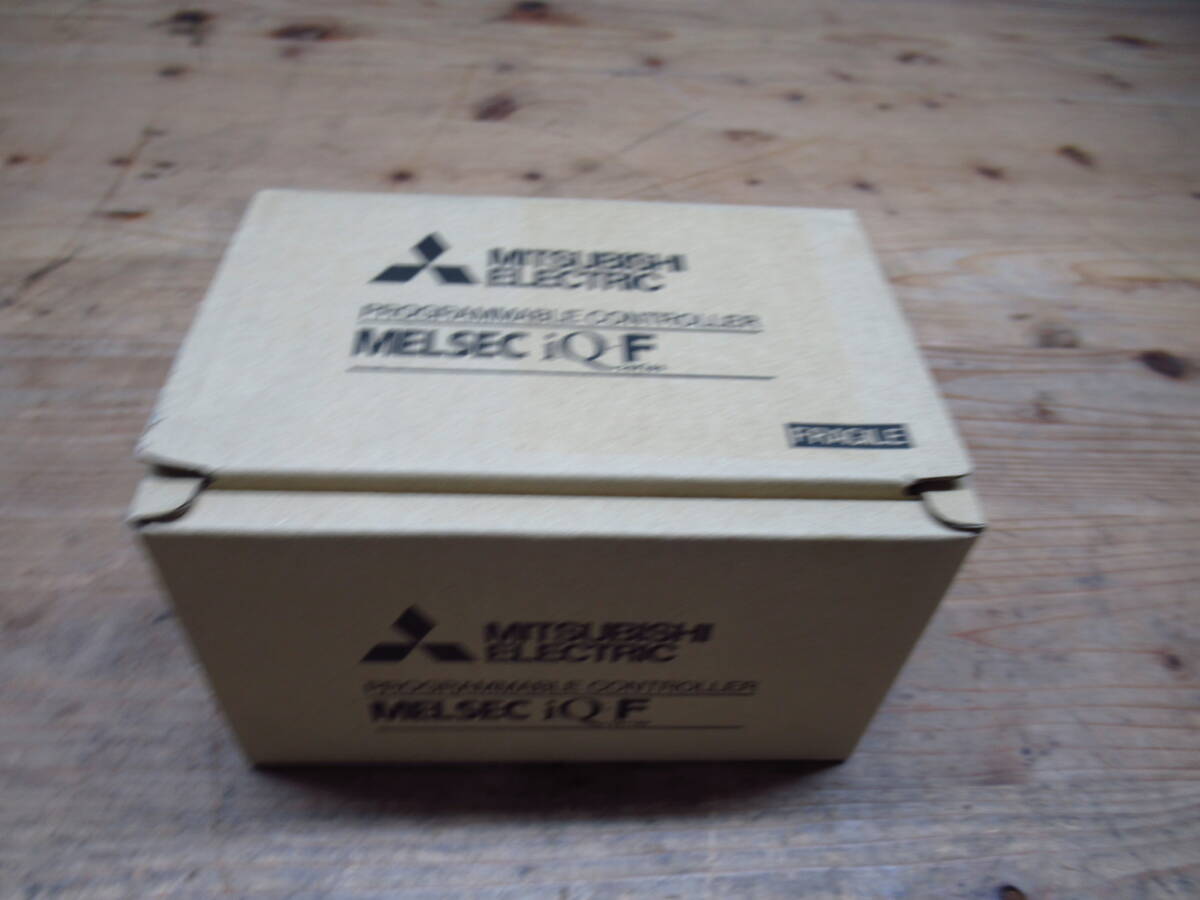 MITSUBISHI
ELECTRIC
PROGRAMMABLE CONTROLLER
MELSEC iQ-F
FRAGILE
MITSUBISHI
ELECTRIC
PROGRAMMABLE CONTROLLER
MELSEC iQ-F